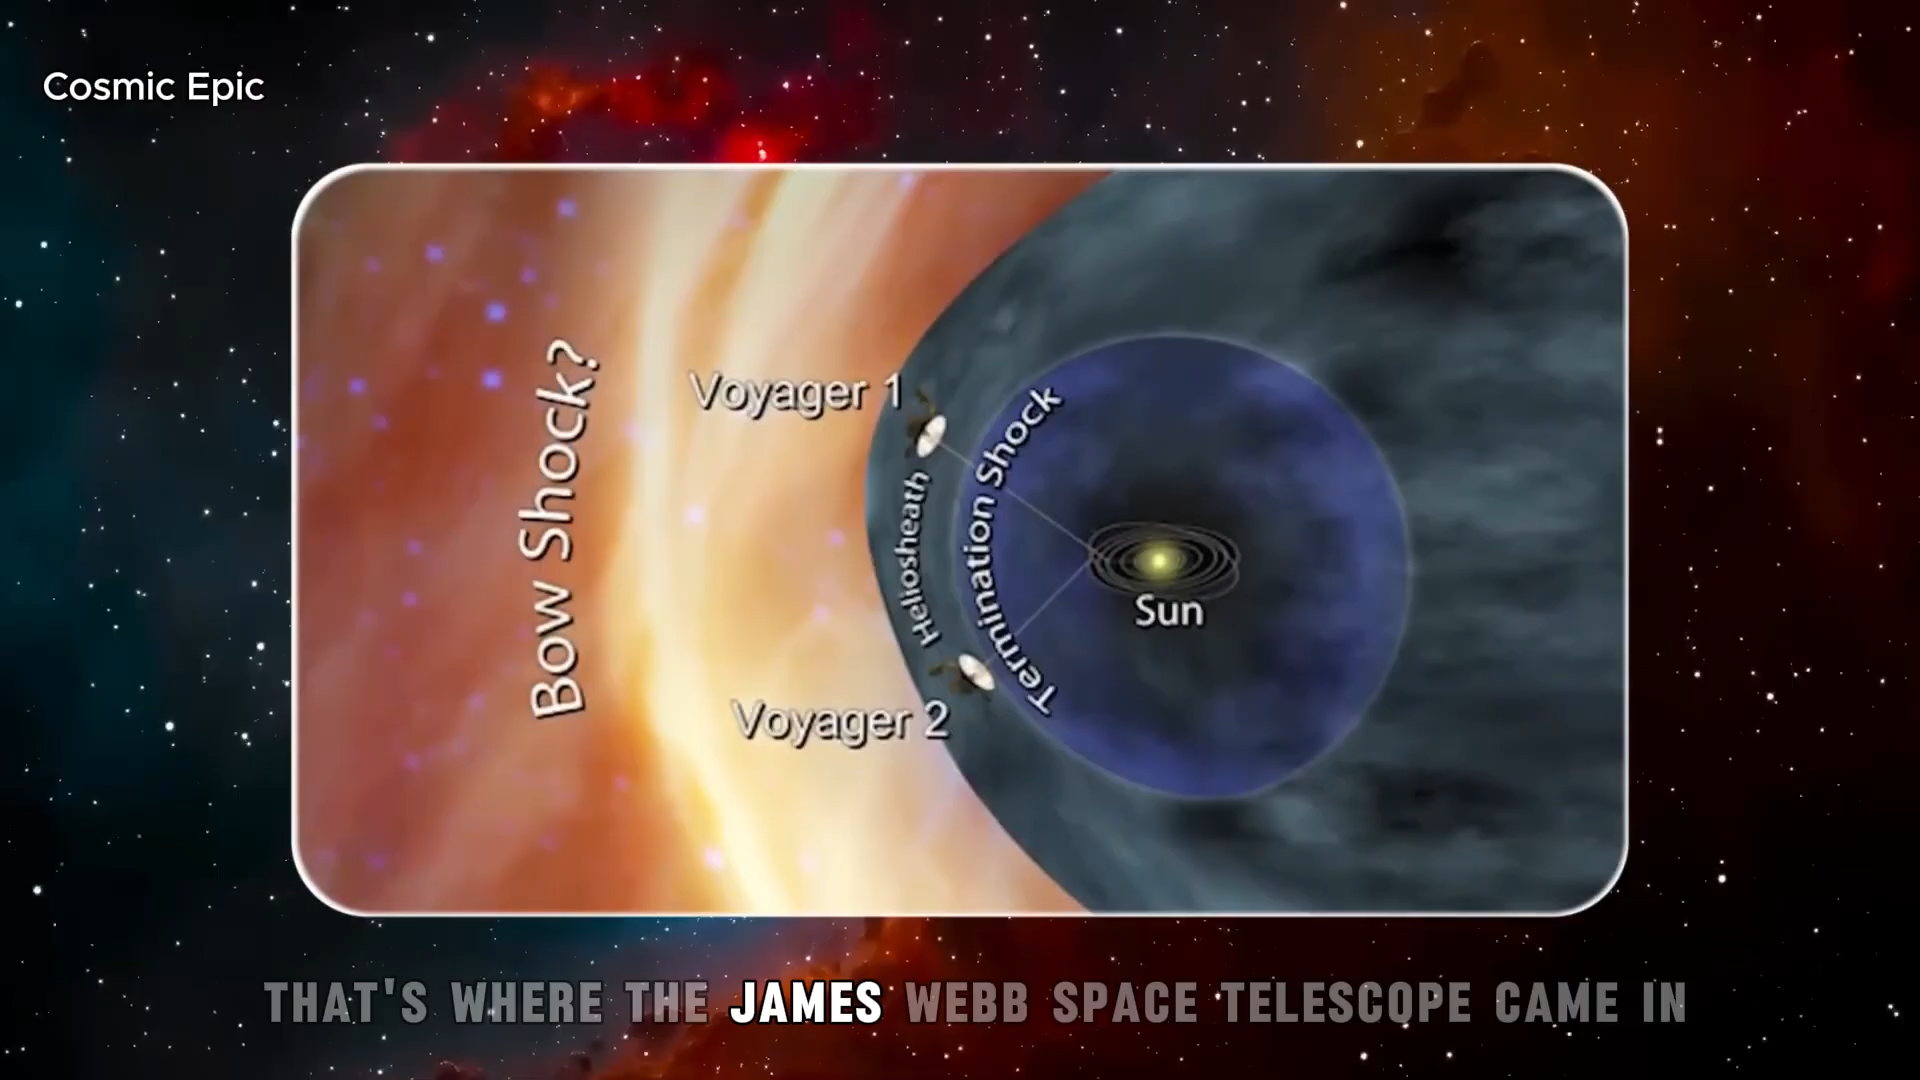 Cosmic Epic
Bow Shock?
Voyager 1
Heliosheath
Termination Shock
Sun
Voyager 2
THAT'S WHERE THE JAMES WEBB SPACE TELESCOPE CAME IN